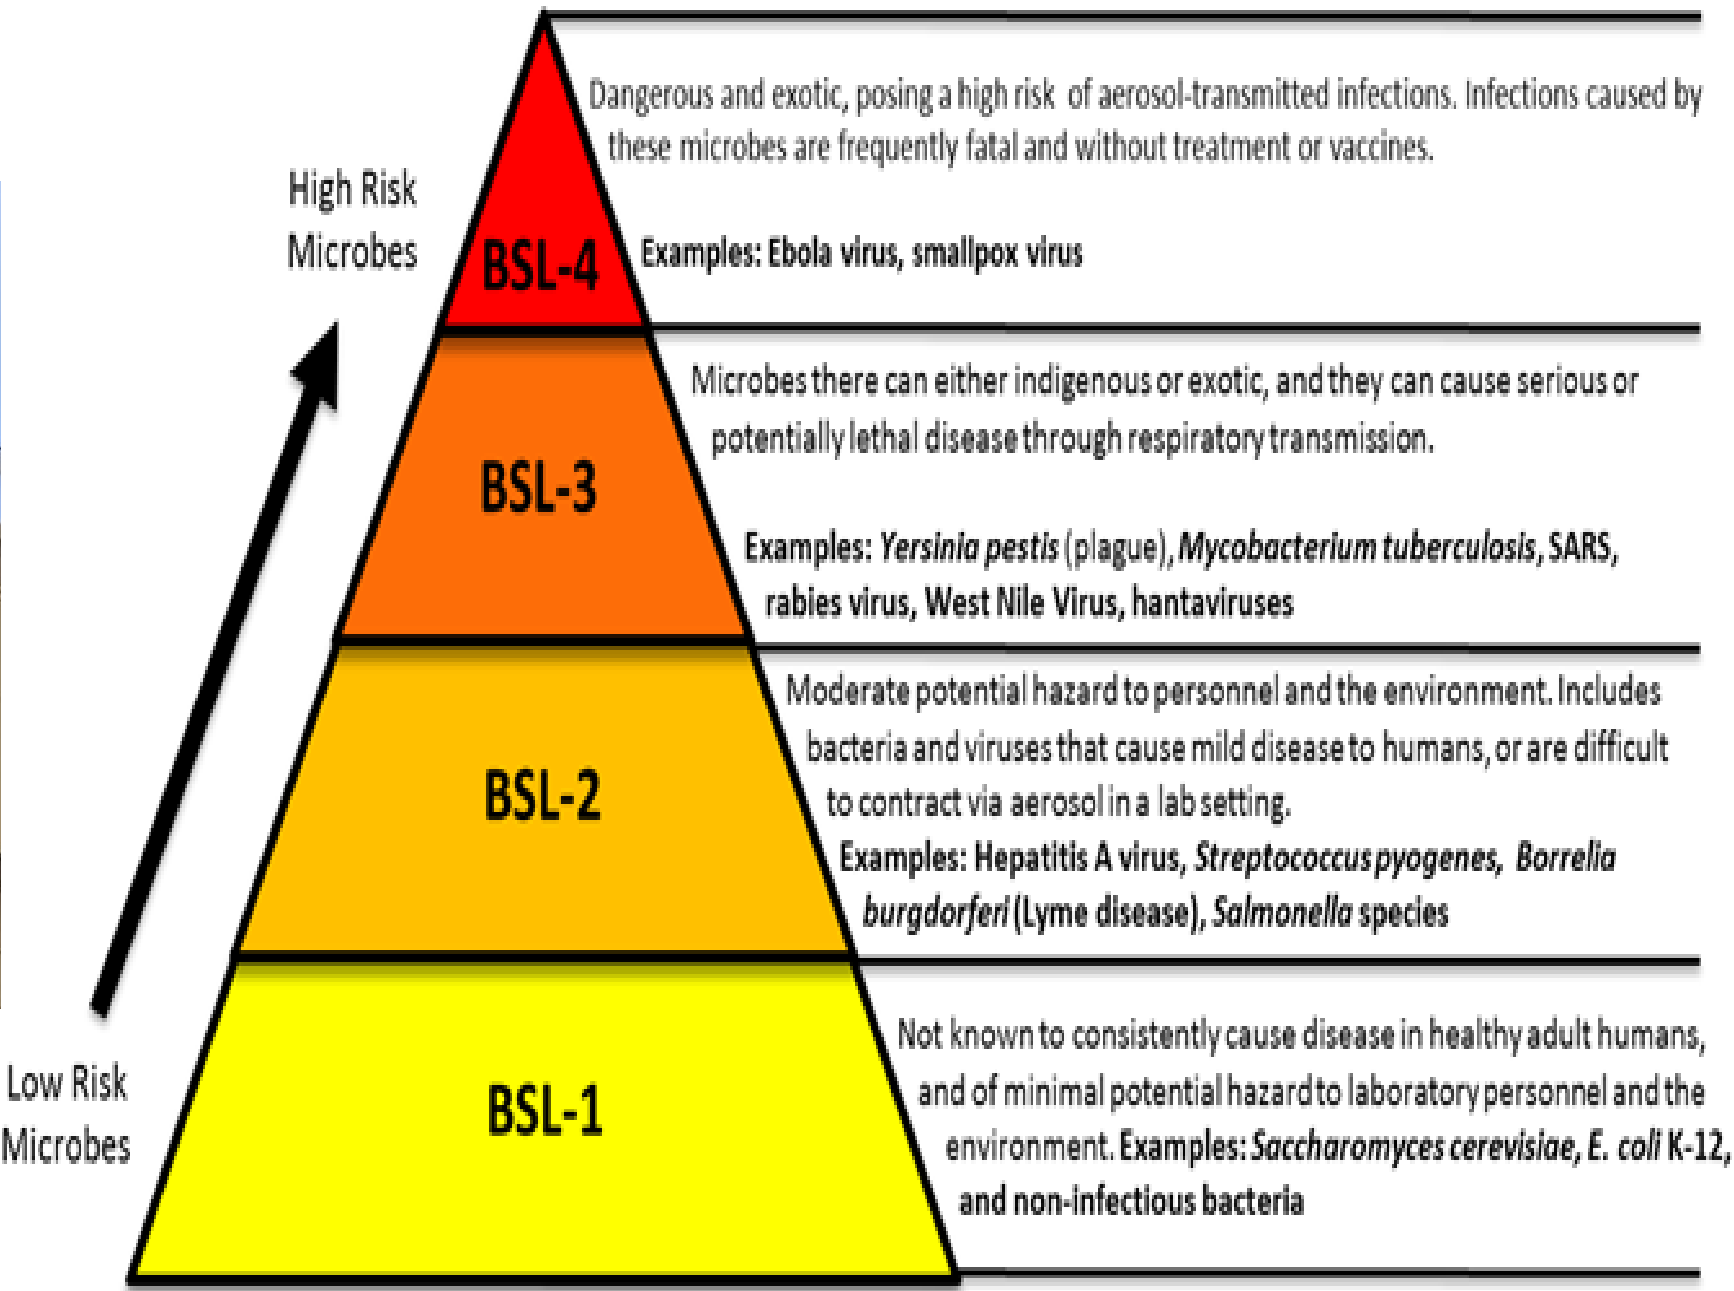 Dangerous and exotic, posing a high risk of aerosol-transmitted infections. Infections caused by
these microbes are frequently fatal and without treatment or vaccines.
High Risk
Microbes
BSL-4
Examples: Ebola virus, smallpox virus
Microbes there can either indigenous or exotic, and they can cause serious or
potentially lethal disease through respiratory transmission.
BSL-3
Examples: Yersinia pestis (plague), Mycobacterium tuberculosis, SARS,
rabies virus, West Nile Virus, hantaviruses
Moderate potential hazard to personnel and the environment. Includes
bacteria and viruses that cause mild disease to humans, or are difficult
to contract via aerosol in a lab setting.
BSL-2
Examples: Hepatitis A virus, Streptococcus pyogenes, Borrelia
burgdorferi (Lyme disease), Salmonella species
Not known to consistently cause disease in healthy adult humans,
and of minimal potential hazard to laboratory personnel and the
environment. Examples: Saccharomyces cerevisiae, E. coli K-12,
and non-infectious bacteria
BSL-1
Low Risk
Microbes